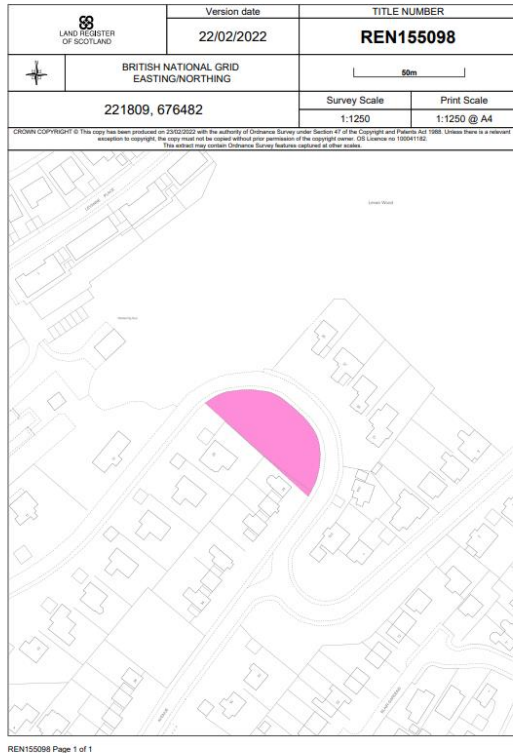 LAND REGISTER
OF SCOTLAND
Version date
22/02/2022
TITLE NUMBER
REN155098
BRITISH NATIONAL GRID
EASTING/NORTHING
50m
221809, 676482
Survey Scale
1:1250
Print Scale
1:1250 @ A4
CROWN COPYRIGHT © This copy has been produced on 23/02/2022 with the authority of Ordnance Survey under Section 47 of the Copyright and Patents Act 1988. Unless there is a relevant
exception to copyright, the copy must not be copied without prior permission of the copyright owner. OS Licence no 100041182.
This extract may contain Ordnance Survey features captured at other scales.
PLACE
AVENUE
REN155098 Page 1 of 1